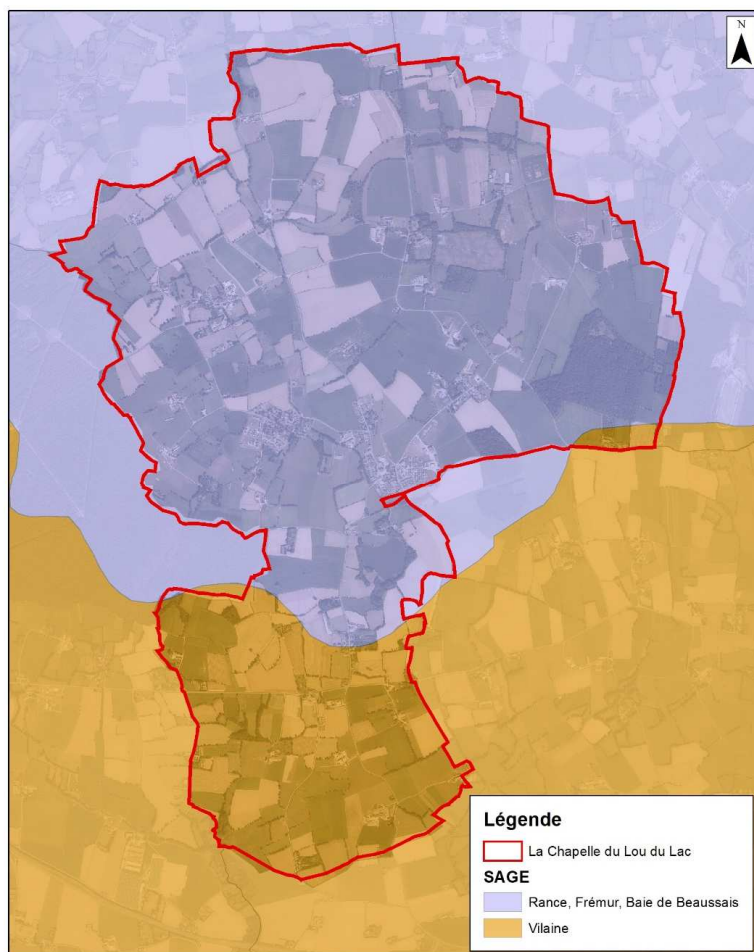 N
Légende
La Chapelle du Lou du Lac
SAGE
Rance, Frémur, Baie de Beaussais
Vilaine